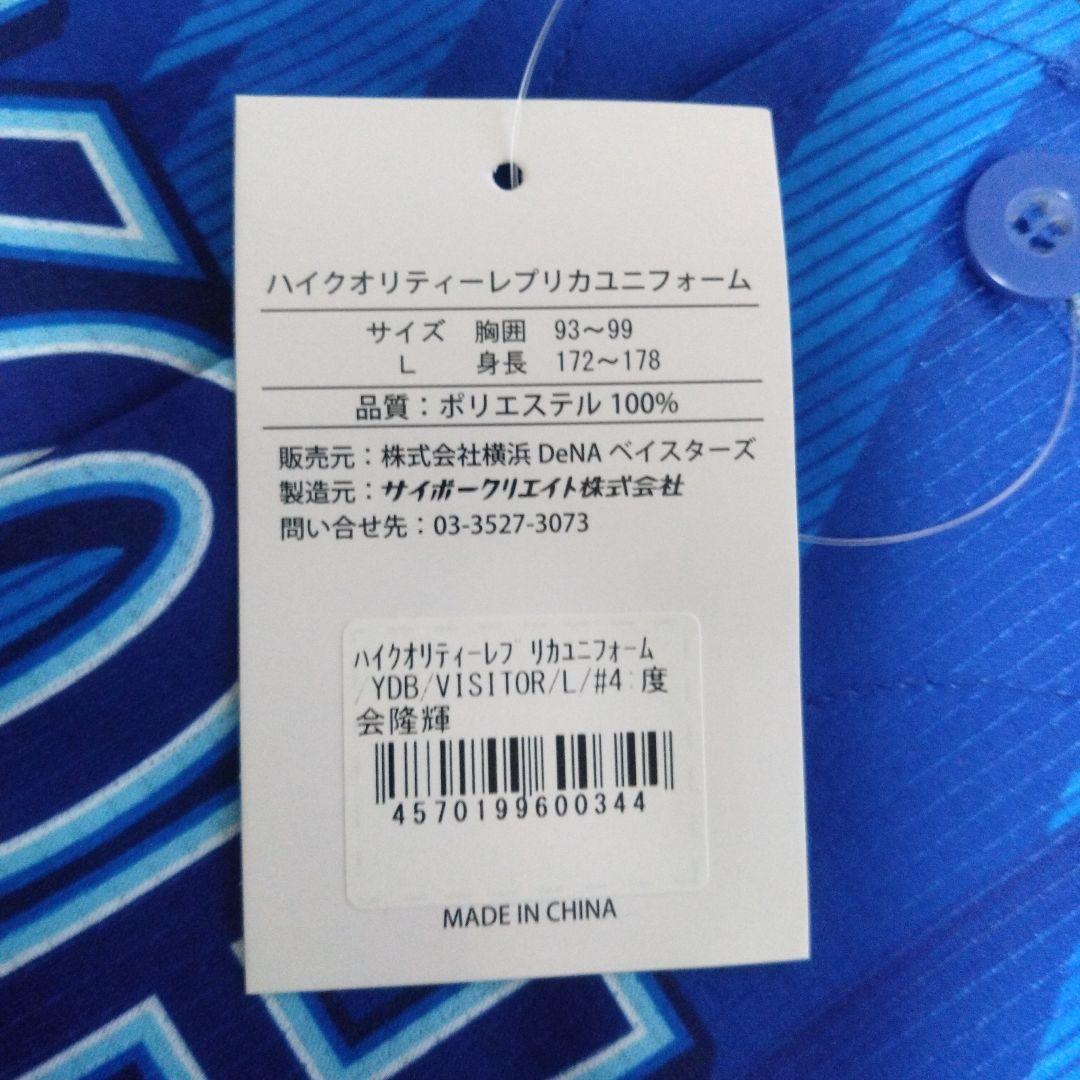 ハイクオリティーレプリカユニフォーム
サイズ 胸囲 93～99
L 身長 172～178
品質：ポリエステル 100%
販売元：株式会社横浜 DeNA ベイスターズ
製造元：サイボークリエイト株式会社
問い合せ先：03-3527-3073
ﾊｲｸｵﾘﾃｨｰﾚﾌﾟﾘｶﾕﾆﾌｫｰﾑ
/YDB/VISITOR/L/#4:度
会隆輝
4570199600344
MADE IN CHINA